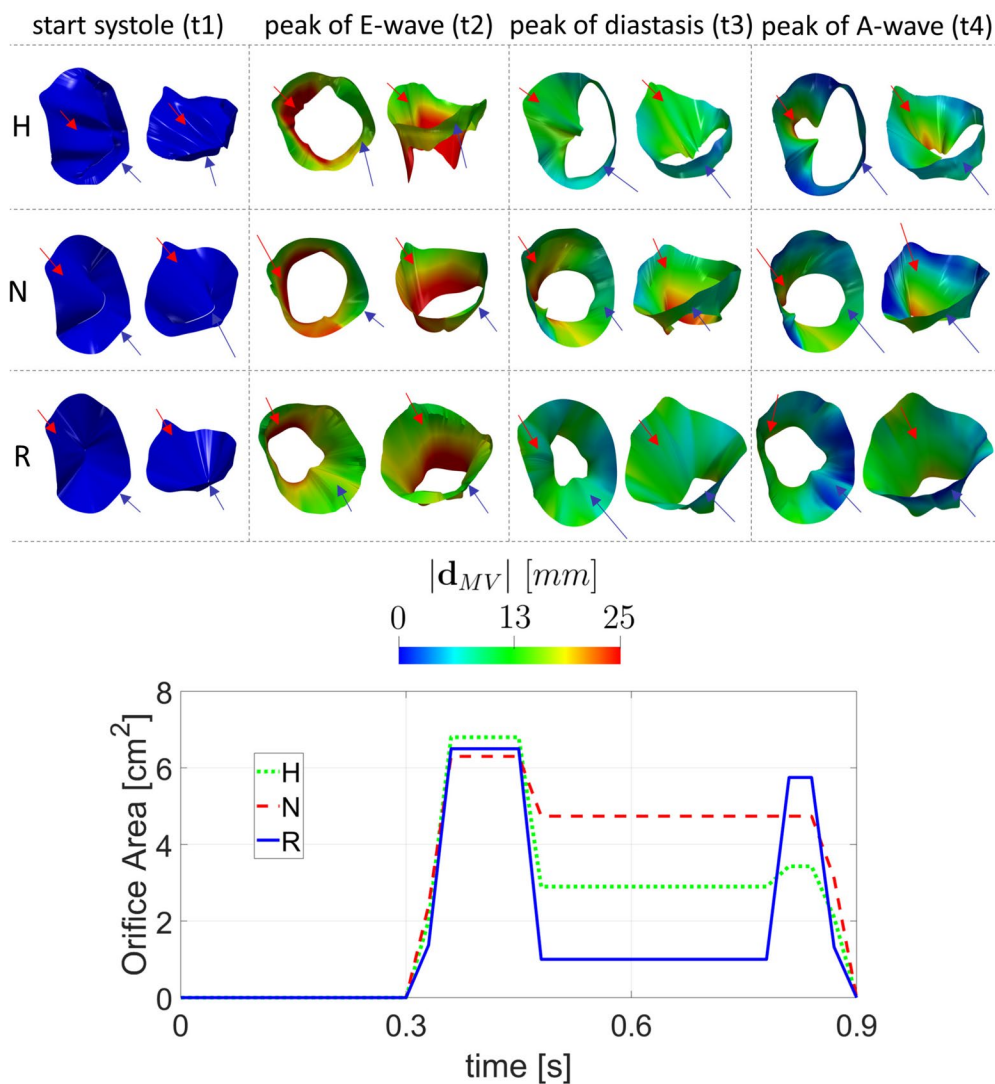 start systole (t1) peak of E-wave (t2) peak of diastasis (t3) peak of A-wave (t4)
H
N
R
|d_MV| [mm]
0 13 25
8
6
4
2
0
Orifice Area [cm²]
H
N
R
0 0.3 0.6 0.9
time [s]